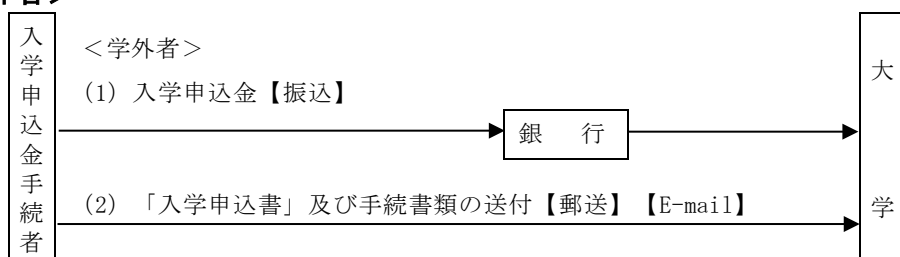 入学申込金手続者
＜学外者＞
(1) 入学申込金【振込】
銀　行
(2) 「入学申込書」及び手続書類の送付【郵送】【E-mail】
大学